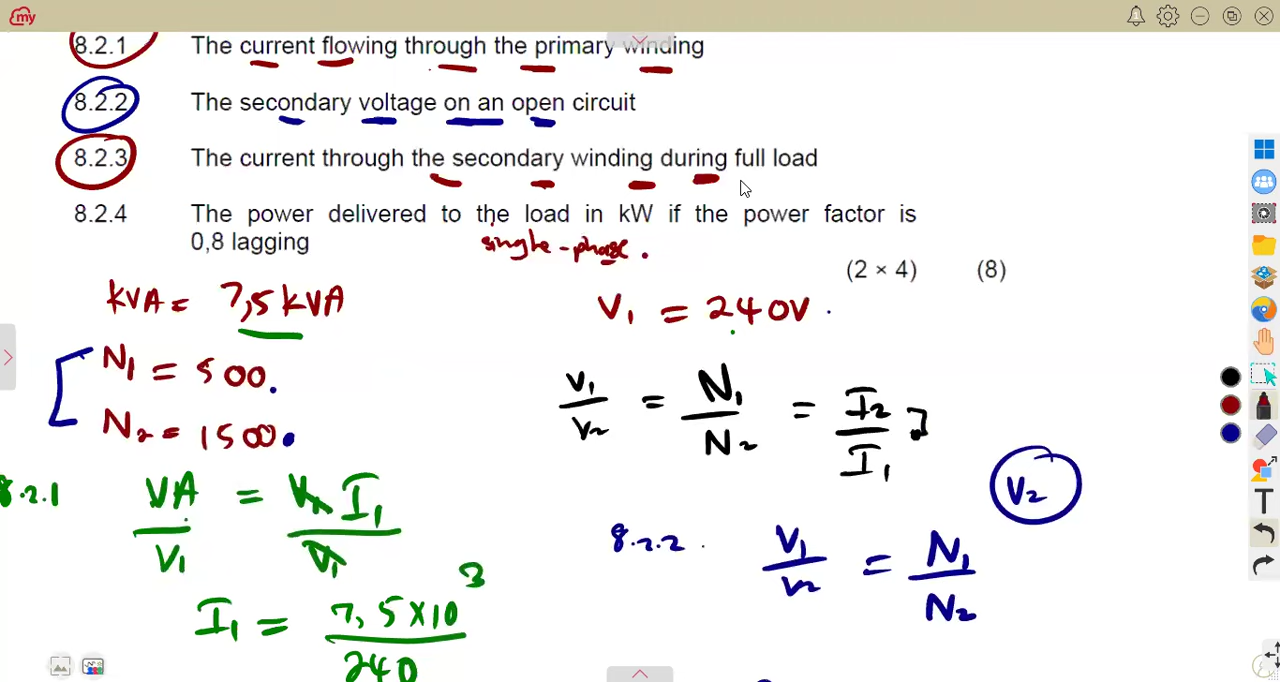 my
8.2.1 The current flowing through the primary winding
8.2.2 The secondary voltage on an open circuit
8.2.3 The current through the secondary winding during full load
8.2.4 The power delivered to the load in kW if the power factor is
0,8 lagging
single-phase.
(2 × 4) (8)
kVA = 7,5 kVA
V1 = 240V
N1 = 500
N2 = 1500
V1/V2 = N1/N2 = I2/I1
8.2.1 VA/V1 = V1 I1/V1
V2
8.2.2 V1/V2 = N1/N2
I1 = 7,5×10^3/240
T